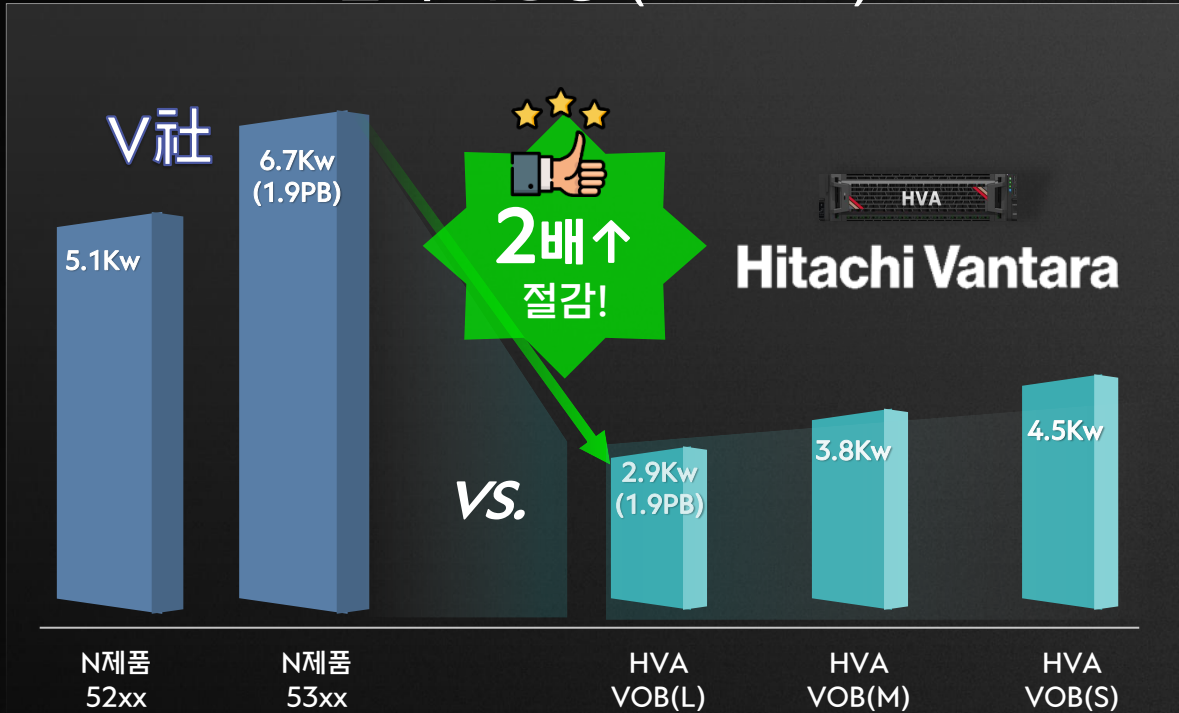 V社
5.1Kw
6.7Kw
(1.9PB)
2배↑
절감!
HVA
Hitachi Vantara
VS.
2.9Kw
(1.9PB)
3.8Kw
4.5Kw
N제품
52xx
N제품
53xx
HVA
VOB(L)
HVA
VOB(M)
HVA
VOB(S)